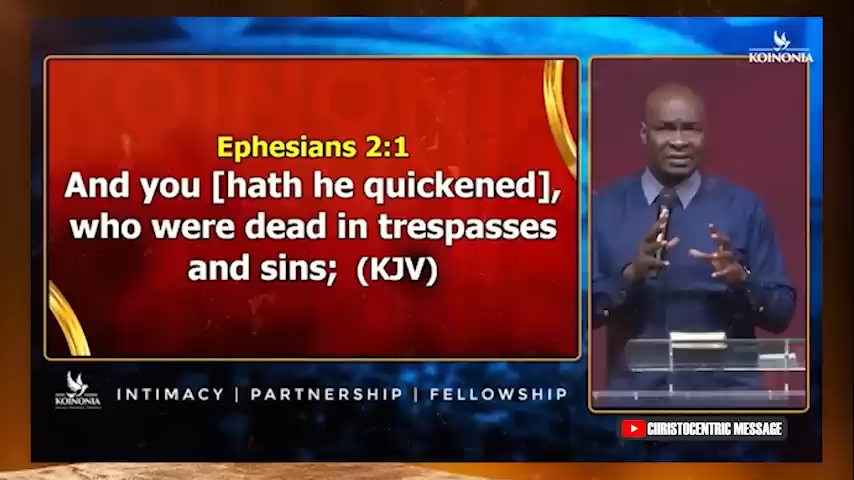 KOINONIA
Ephesians 2:1
And you [hath he quickened],
who were dead in trespasses
and sins; (KJV)
KOINONIA
INTIMACY | PARTNERSHIP | FELLOWSHIP
CHRISTOCENTRIC MESSAGE